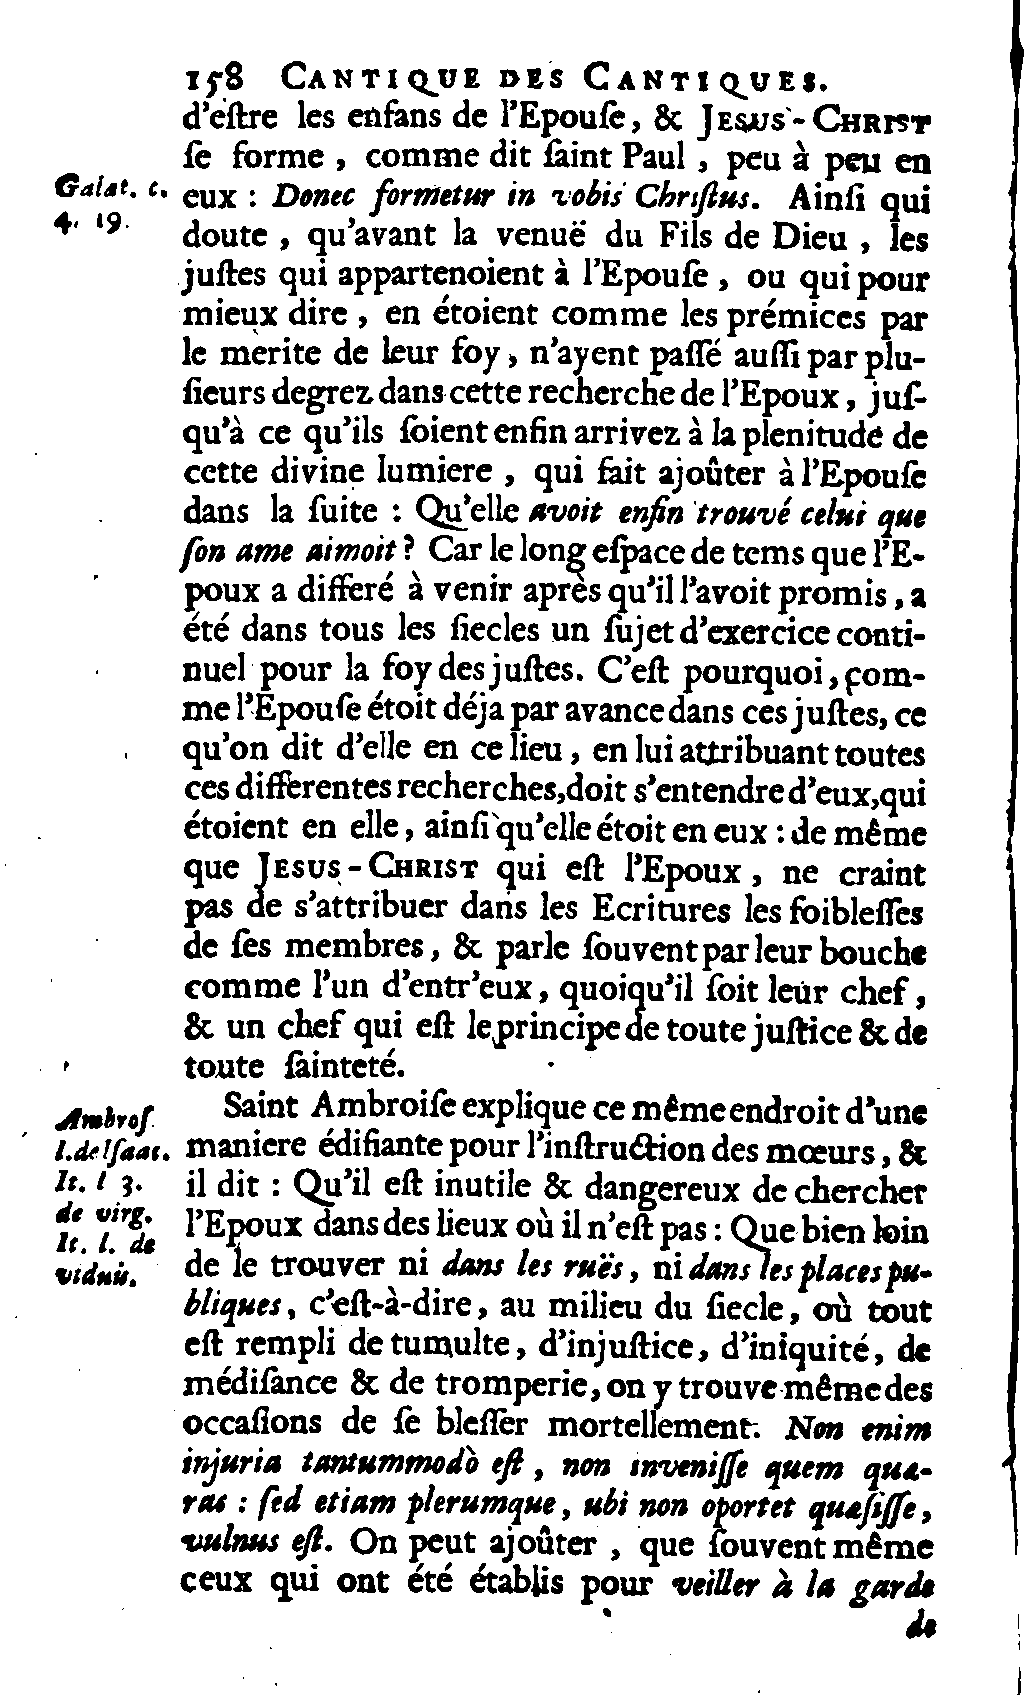 158 CANTIQUE DES CANTIQUES.
d'eſtre les enfans de l'Epouſe, & JESUS-CHRIST
ſe forme, comme dit ſaint Paul, peu à peu en
Galat. c.
4. 19.
eux : Donec formetur in vobis Chriſtus. Ainſi qui
doute, qu'avant la venuë du Fils de Dieu, les
juſtes qui appartenoient à l'Epouſe, ou qui pour
mieux dire, en étoient comme les prémices par
le merite de leur foy, n'ayent paſſé auſſi par plu-
ſieurs degrez dans cette recherche de l'Epoux, juſ-
qu'à ce qu'ils ſoient enfin arrivez à la plenitude de
cette divine lumiere, qui fait ajoûter à l'Epouſe
dans la ſuite : Qu'elle avoit enfin trouvé celui que
ſon ame aimoit ? Car le long eſpace de tems que l'E-
poux a differé à venir après qu'il l'avoit promis, a
été dans tous les ſiecles un ſujet d'exercice conti-
nuel pour la foy des juſtes. C'eſt pourquoi, com-
me l'Epouſe étoit déja par avance dans ces juſtes, ce
qu'on dit d'elle en ce lieu, en lui attribuant toutes
ces differentes recherches, doit s'entendre d'eux, qui
étoient en elle, ainſi qu'elle étoit en eux : de même
que JESUS-CHRIST qui eſt l'Epoux, ne craint
pas de s'attribuer dans les Ecritures les foibleſſes
de ſes membres, & parle ſouvent par leur bouche
comme l'un d'entr'eux, quoiqu'il ſoit leur chef,
& un chef qui eſt le principe de toute juſtice & de
toute ſainteté.
Saint Ambroiſe explique ce même endroit d'une
Ambroſ.
l. de Iſaac.
It. l 3.
de virg.
It. l. de
viduis.
maniere édifiante pour l'inſtruction des mœurs, &
il dit : Qu'il eſt inutile & dangereux de chercher
l'Epoux dans des lieux où il n'eſt pas : Que bien loin
de le trouver ni dans les ruës, ni dans les places pu-
bliques, c'eſt-à-dire, au milieu du ſiecle, où tout
eſt rempli de tumulte, d'injuſtice, d'iniquité, de
médiſance & de tromperie, on y trouve même des
occaſions de ſe bleſſer mortellement. Non enim
injuria tantummodò eſt, non inveniſſe quem quæ-
ras : ſed etiam plerumque, ubi non oportet quæſiſſe,
vulnus eſt. On peut ajoûter, que ſouvent même
ceux qui ont été établis pour veiller à la garde
de